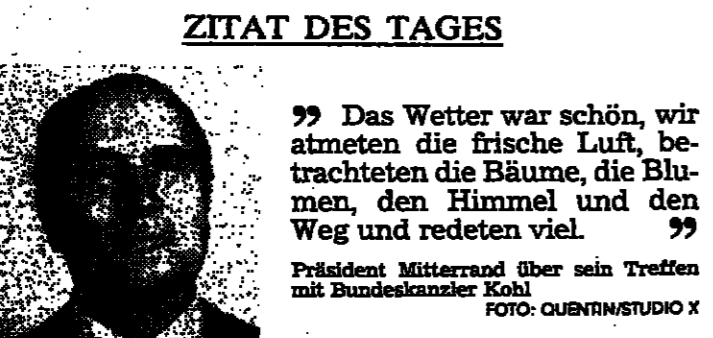 ZITAT DES TAGES
„ Das Wetter war schön, wir
atmeten die frische Luft, be-
trachteten die Bäume, die Blu-
men, den Himmel und den
Weg und redeten viel. ”
Präsident Mitterrand über sein Treffen
mit Bundeskanzler Kohl
FOTO: QUENTIN/STUDIO X